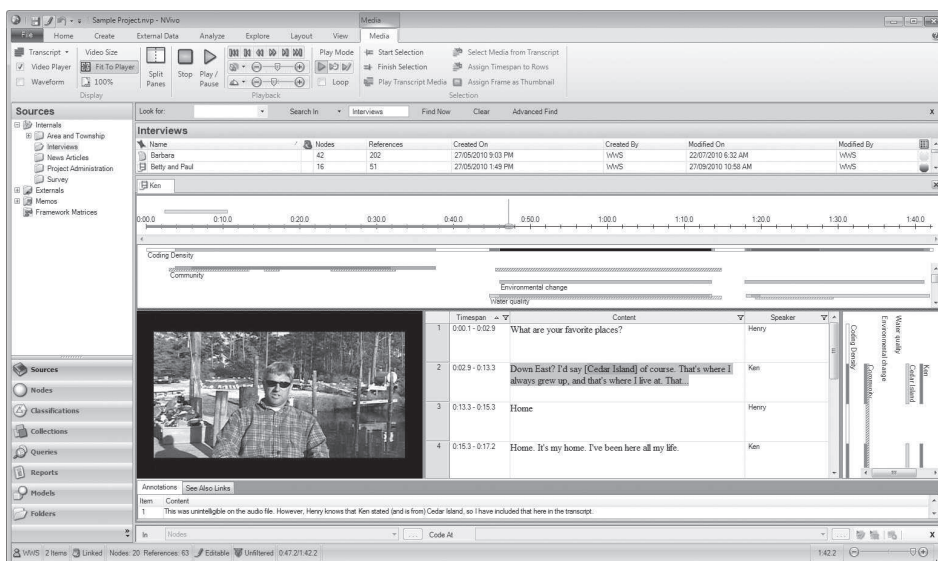 Sample Project.nvp - NVivo
Media
File Home Create External Data Analyze Explore Layout View Media
Transcript Video Size
Video Player Fit To Player
Waveform 100%
Display
Split Panes
Stop Play / Pause
Playback
Play Mode
Loop
Start Selection Select Media from Transcript
Finish Selection Assign Timespan to Rows
Play Transcript Media Assign Frame as Thumbnail
Selection
Sources
Internals
Area and Township
Interviews
News Articles
Project Administration
Survey
Externals
Memos
Framework Matrices
Sources
Nodes
Classifications
Collections
Queries
Reports
Models
Folders
Look for: Search In Interviews Find Now Clear Advanced Find X
Interviews
Name Nodes References Created On Created By Modified On Modified By
Barbara 42 202 27/05/2010 9:03 PM WWS 22/07/2010 6:32 AM WWS
Betty and Paul 16 51 27/05/2010 1:49 PM WWS 27/09/2010 10:58 AM WWS
Ken
0:00.0 0:10.0 0:20.0 0:30.0 0:40.0 0:50.0 1:00.0 1:10.0 1:20.0 1:30.0 1:40.0
Coding Density
Community
Environmental change
Water quality
Timespan Content Speaker
1 0:00.1 - 0:02.9 What are your favorite places? Henry
2 0:02.9 - 0:13.3 Down East? I'd say [Cedar Island] of course. That's where I Ken
always grew up, and that's where I live at. That...
3 0:13.3 - 0:15.3 Home Henry
4 0:15.3 - 0:17.2 Home. It's my home. I've been here all my life. Ken
Coding Density
Community
Environmental change
Water quality
Cedar Island
Ken
Annotations See Also Links
Item Content
1 This was unintelligible on the audio file. However, Henry knows that Ken stated (and is from) Cedar Island, so I have included that here in the transcript.
In Nodes ... Code At ... X
WWS 2 Items Linked Nodes: 20 References: 63 Editable Unfiltered 0:47.2/1:42.2 1:42.2